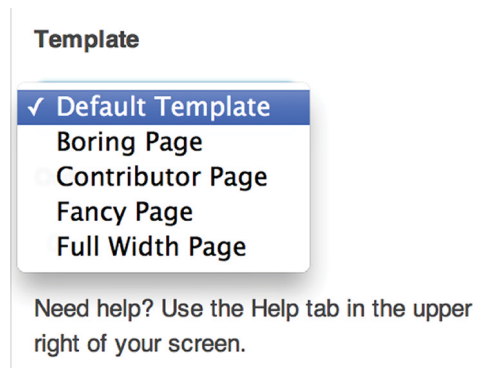 Template
✓ Default Template
Boring Page
Contributor Page
Fancy Page
Full Width Page
Need help? Use the Help tab in the upper
right of your screen.